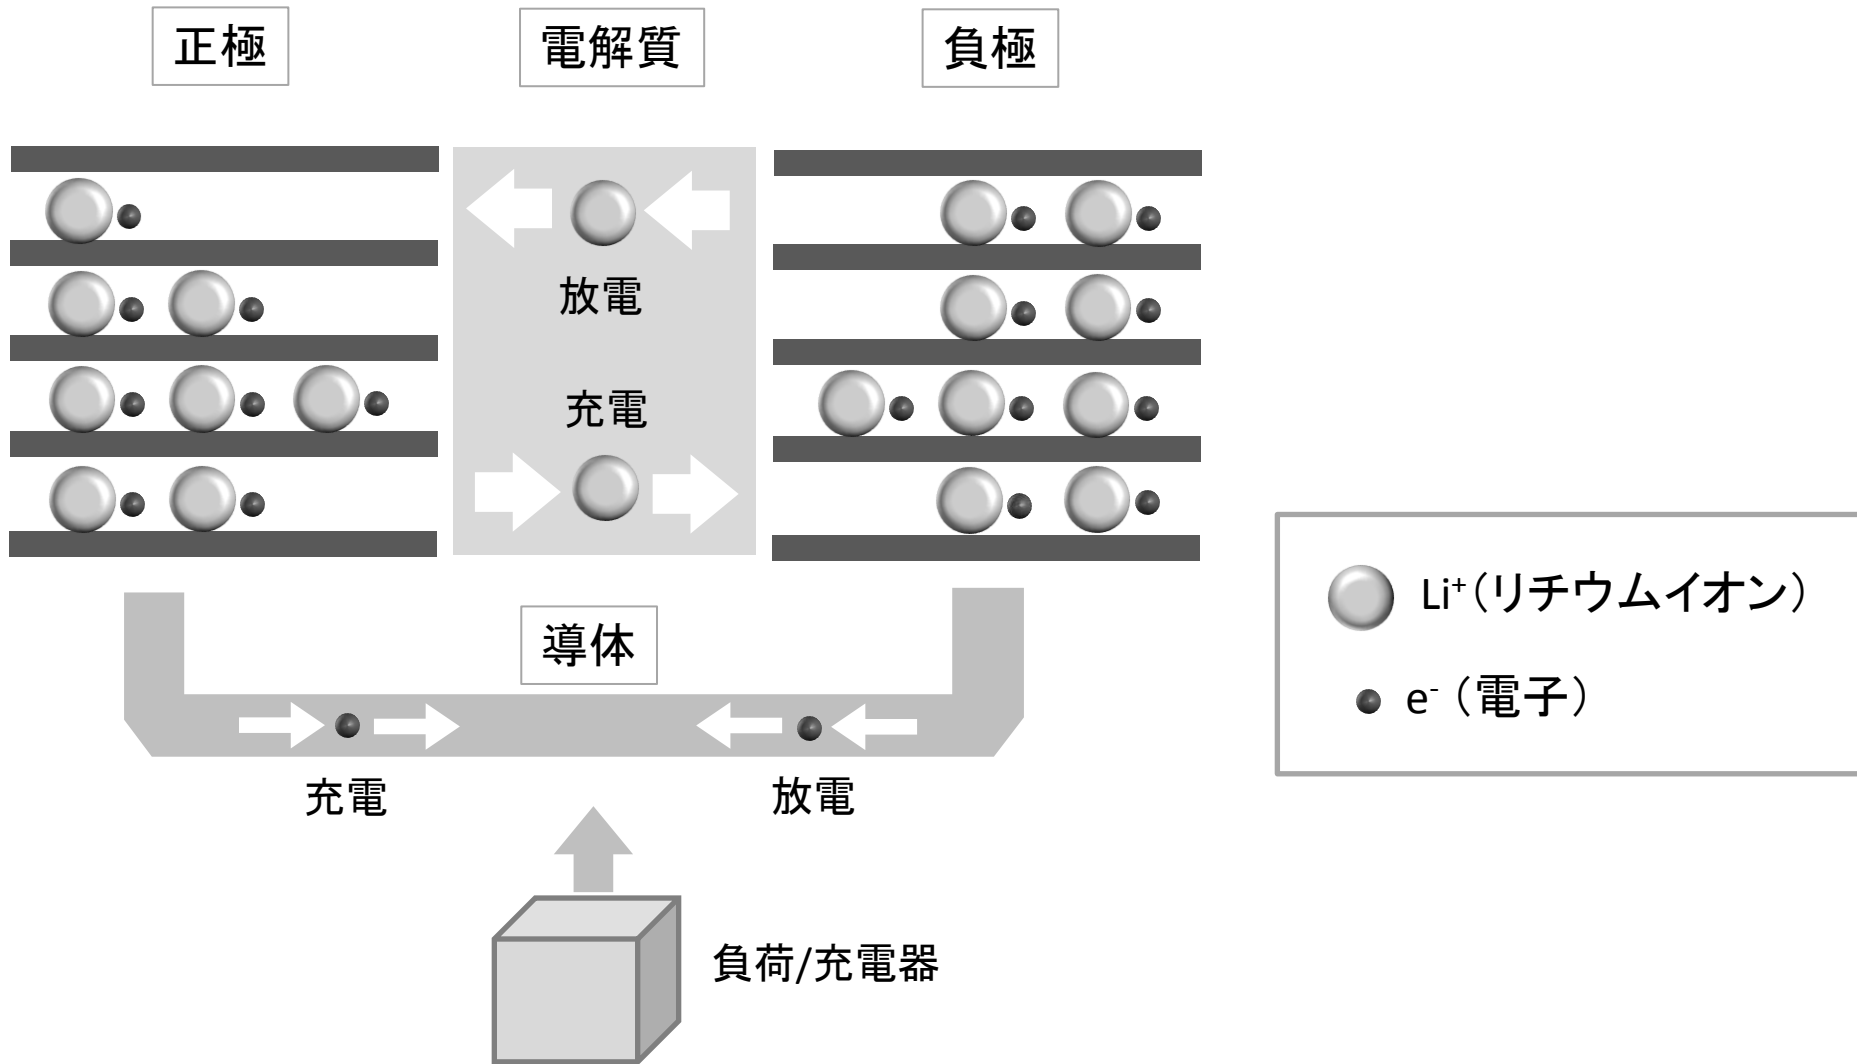 正極
電解質
負極
放電
充電
導体
充電
放電
負荷/充電器
Li⁺(リチウムイオン)
e⁻(電子)